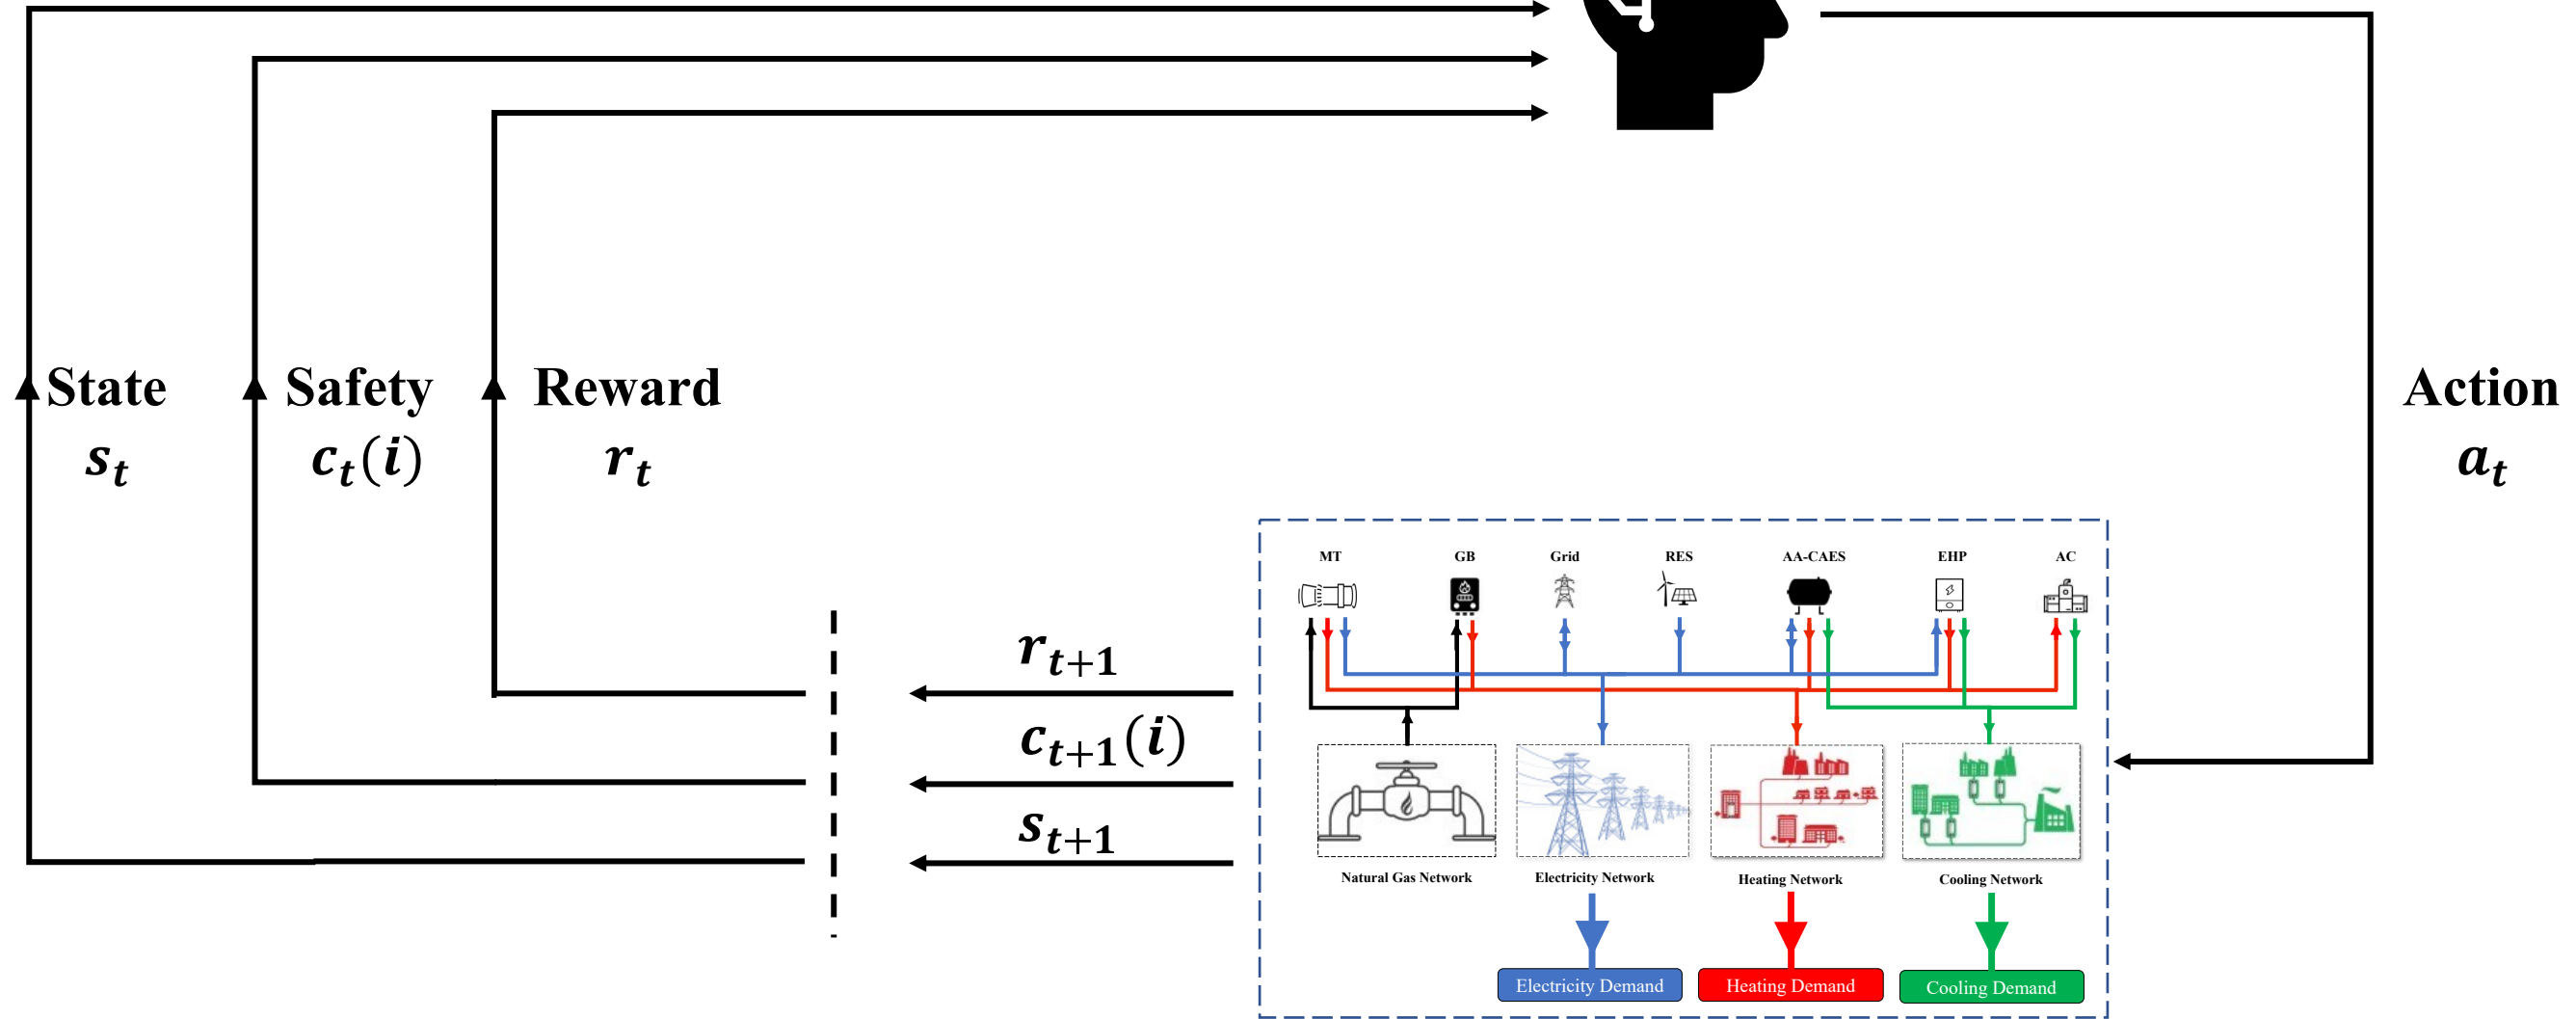 State
s_t
Safety
c_t(i)
Reward
r_t
Action
a_t
r_{t+1}
c_{t+1}(i)
s_{t+1}
MT
GB
Grid
RES
AA-CAES
EHP
AC
Natural Gas Network
Electricity Network
Heating Network
Cooling Network
Electricity Demand
Heating Demand
Cooling Demand